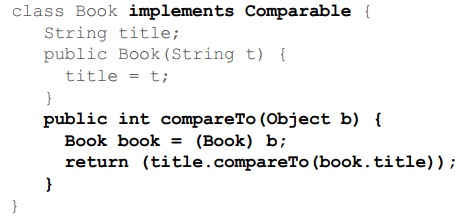 class Book implements Comparable {
String title;
public Book(String t) {
title = t;
}
public int compareTo(Object b) {
Book book = (Book) b;
return (title.compareTo(book.title));
}
}